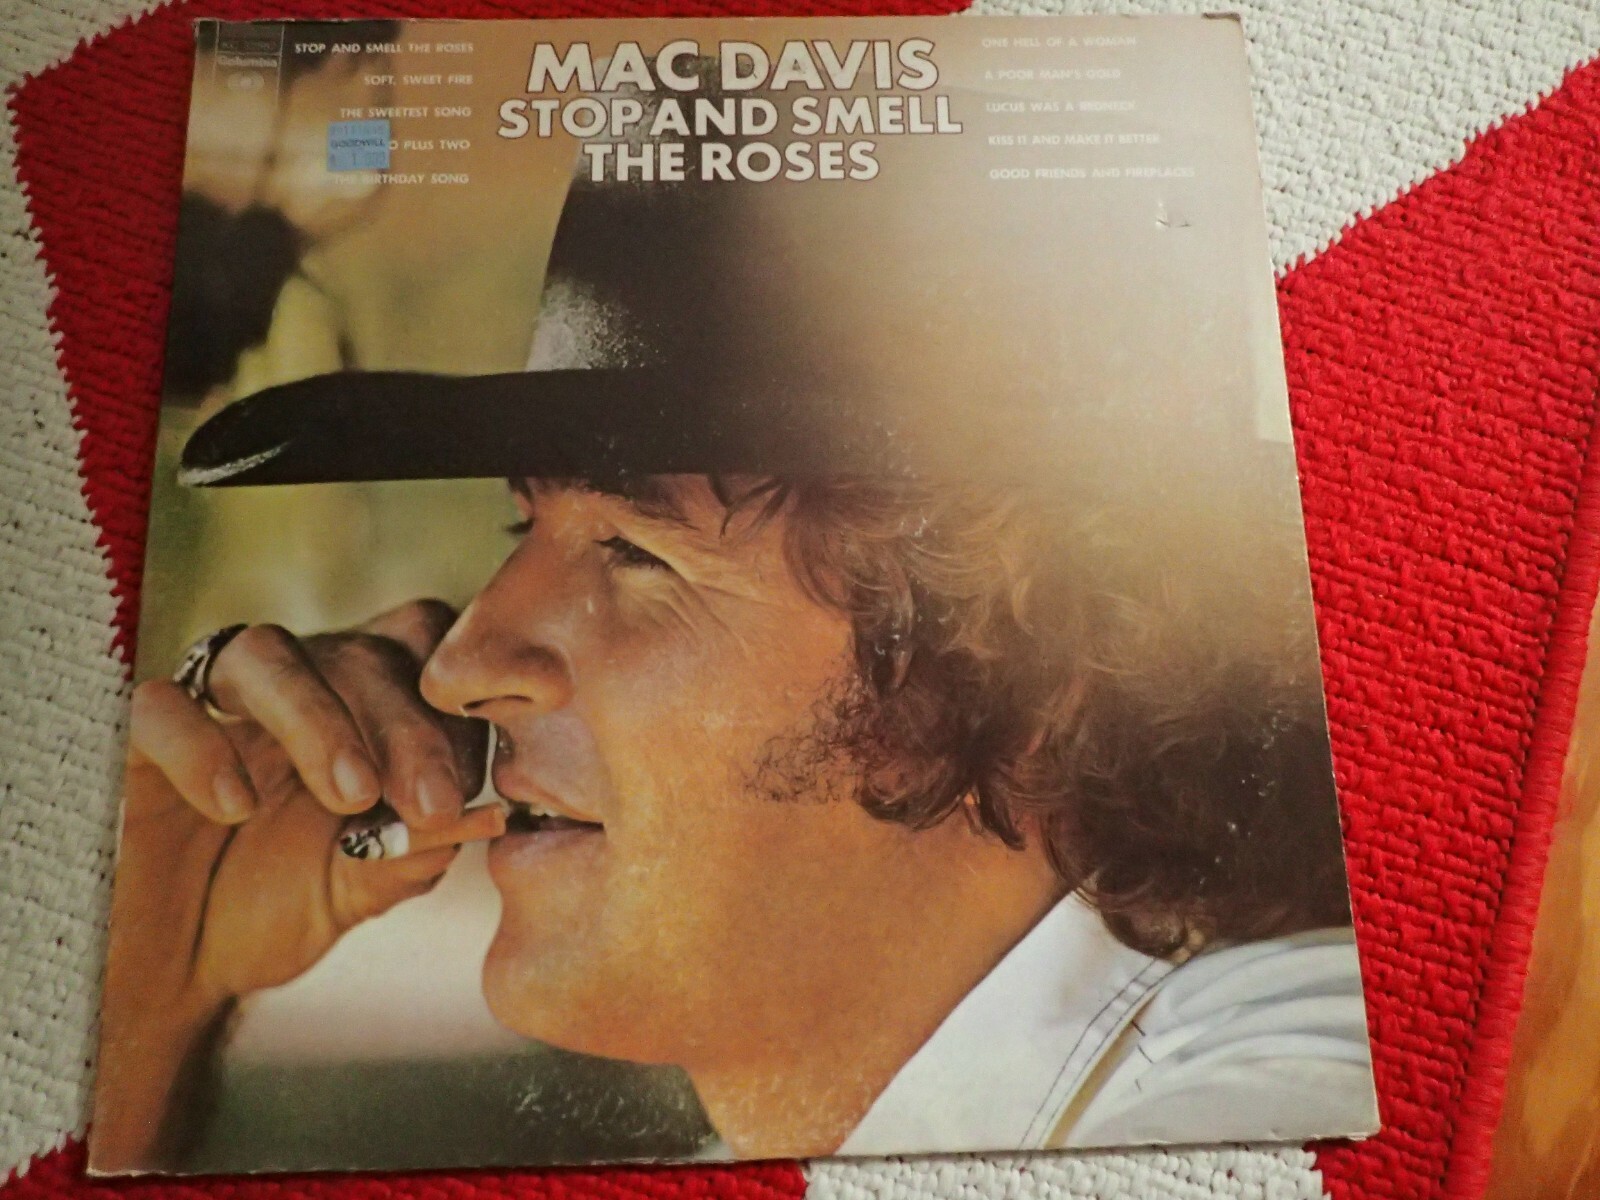 Columbia
STOP AND SMELL THE ROSES
SOFT, SWEET FIRE
THE SWEETEST SONG
GOODWILL
O PLUS TWO
THE BIRTHDAY SONG
MAC DAVIS
STOP AND SMELL
THE ROSES
ONE HELL OF A WOMAN
A POOR MAN'S GOLD
LUCUS WAS A REDNECK
KISS IT AND MAKE IT BETTER
GOOD FRIENDS AND FIREPLACES